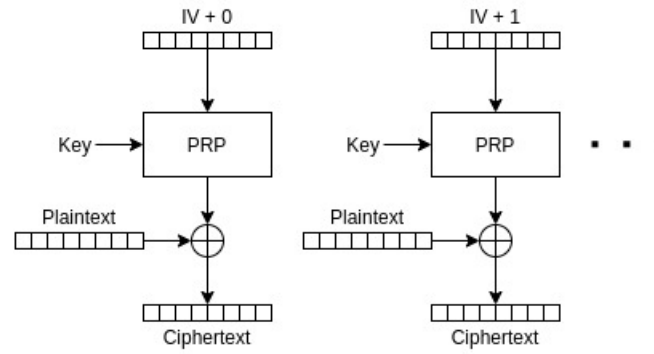 IV + 0
IV + 1
Key
PRP
Key
PRP
Plaintext
Plaintext
Ciphertext
Ciphertext